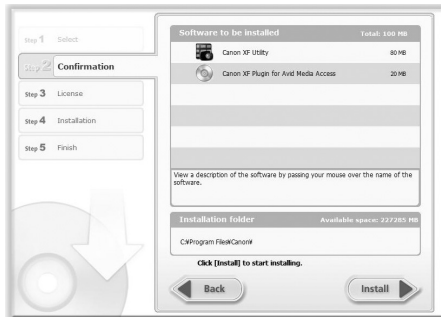 Step 1 Select
Step 2 Confirmation
Step 3 License
Step 4 Installation
Step 5 Finish
Software to be installed Total: 100 MB
Canon XF Utility 80 MB
Canon XF Plugin for Avid Media Access 20 MB
View a description of the software by passing your mouse over the name of the
software.
Installation folder Available space: 227285 MB
C:¥Program Files¥Canon¥
Click [Install] to start installing.
Back Install